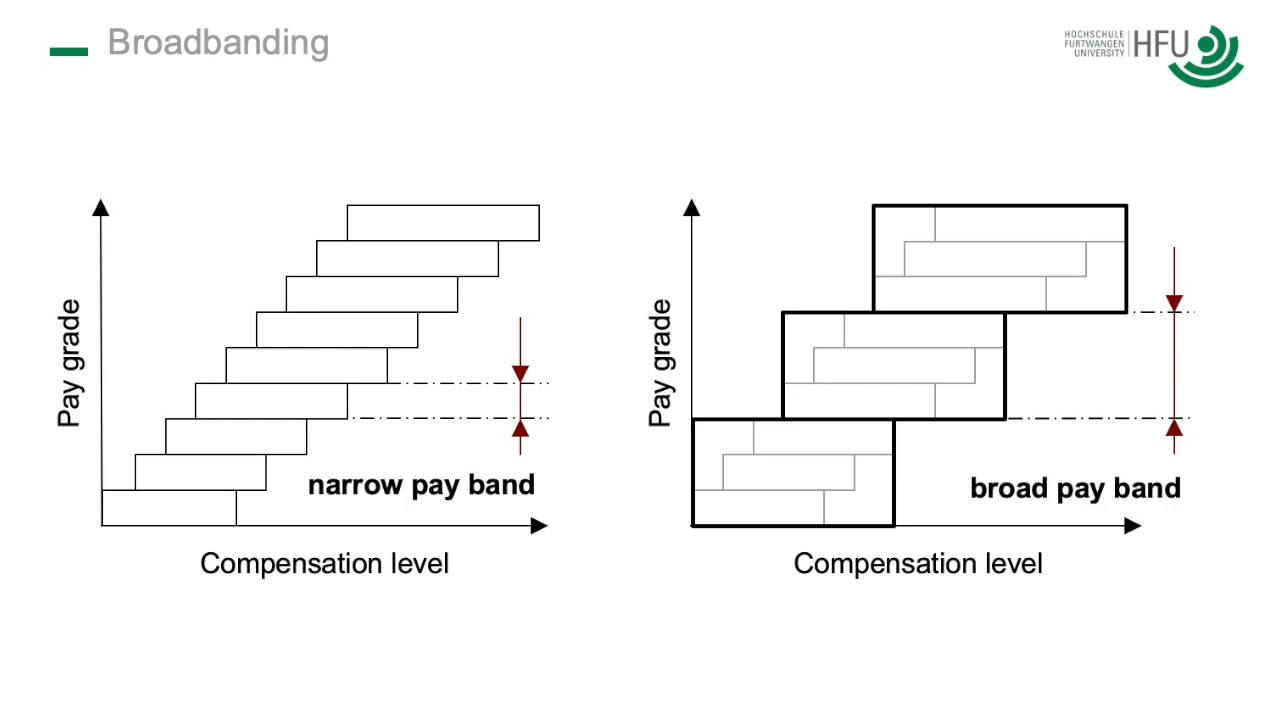 Broadbanding
HOCHSCHULE
FURTWANGEN
UNIVERSITY
HFU
Pay grade
narrow pay band
Compensation level
Pay grade
broad pay band
Compensation level